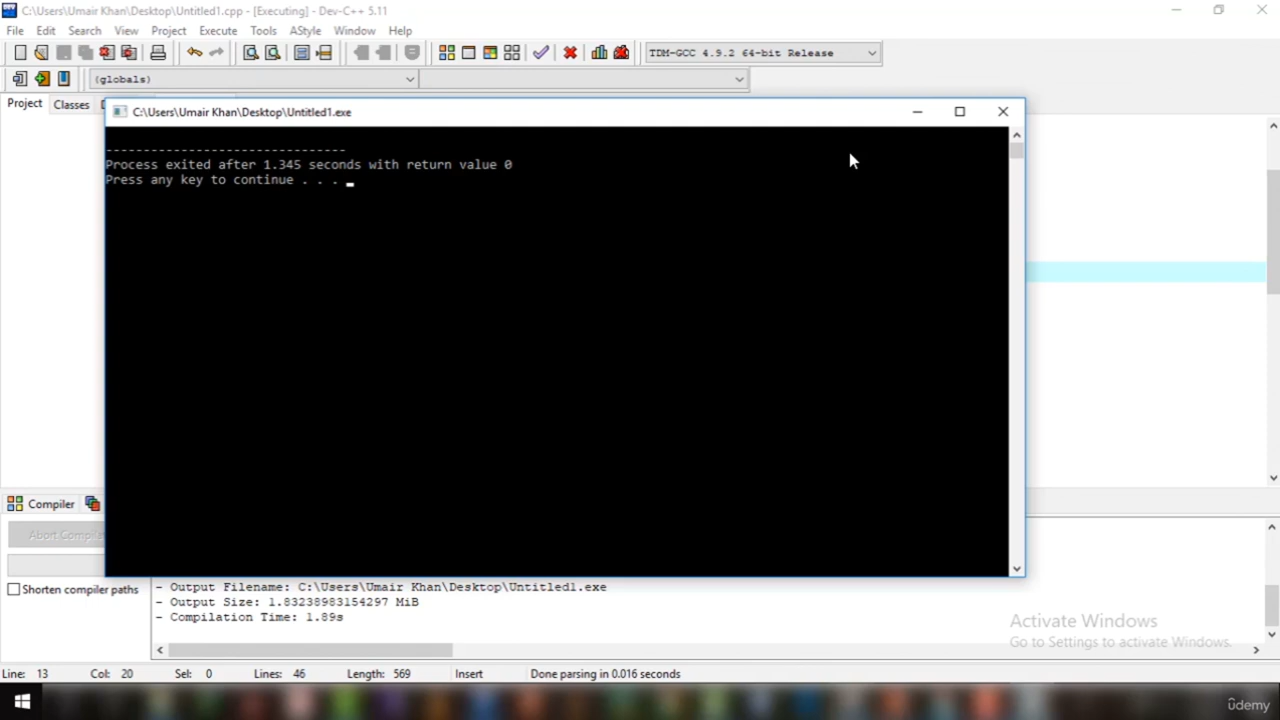 C:\Users\Umair Khan\Desktop\Untitled1.cpp - [Executing] - Dev-C++ 5.11
File Edit Search View Project Execute Tools AStyle Window Help
TDM-GCC 4.9.2 64-bit Release
(globals)
Project Classes
C:\Users\Umair Khan\Desktop\Untitled1.exe
--------------------------------
Process exited after 1.345 seconds with return value 0
Press any key to continue . . .
Compiler
Abort
Shorten compiler paths
- Output Filename: C:\Users\Umair Khan\Desktop\Untitled1.exe
- Output Size: 1.83238983154297 MiB
- Compilation Time: 1.89s
Activate Windows
Go to Settings to activate Windows.
Line: 13 Col: 20 Sel: 0 Lines: 46 Length: 569 Insert Done parsing in 0.016 seconds
ûdemy